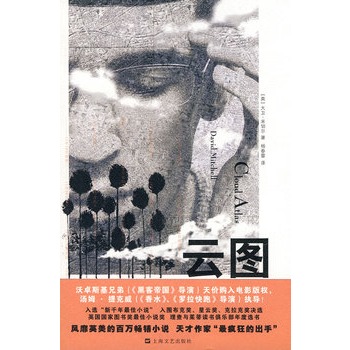 [英] 大卫·米切尔 著 杨春雷 译
David Mitchell
Cloud Atlas
云图
沃卓斯基兄弟(《黑客帝国》导演)天价购入电影版权,
汤姆·提克威(《香水》、《罗拉快跑》导演)执导!
入选“新千年最佳小说” 入围布克奖、星云奖、克拉克奖决选
英国国家图书奖最佳小说奖 理查与茱蒂读书俱乐部年度选书
风靡英美的百万畅销小说 天才作家“最疯狂的出手”
上海文艺出版社